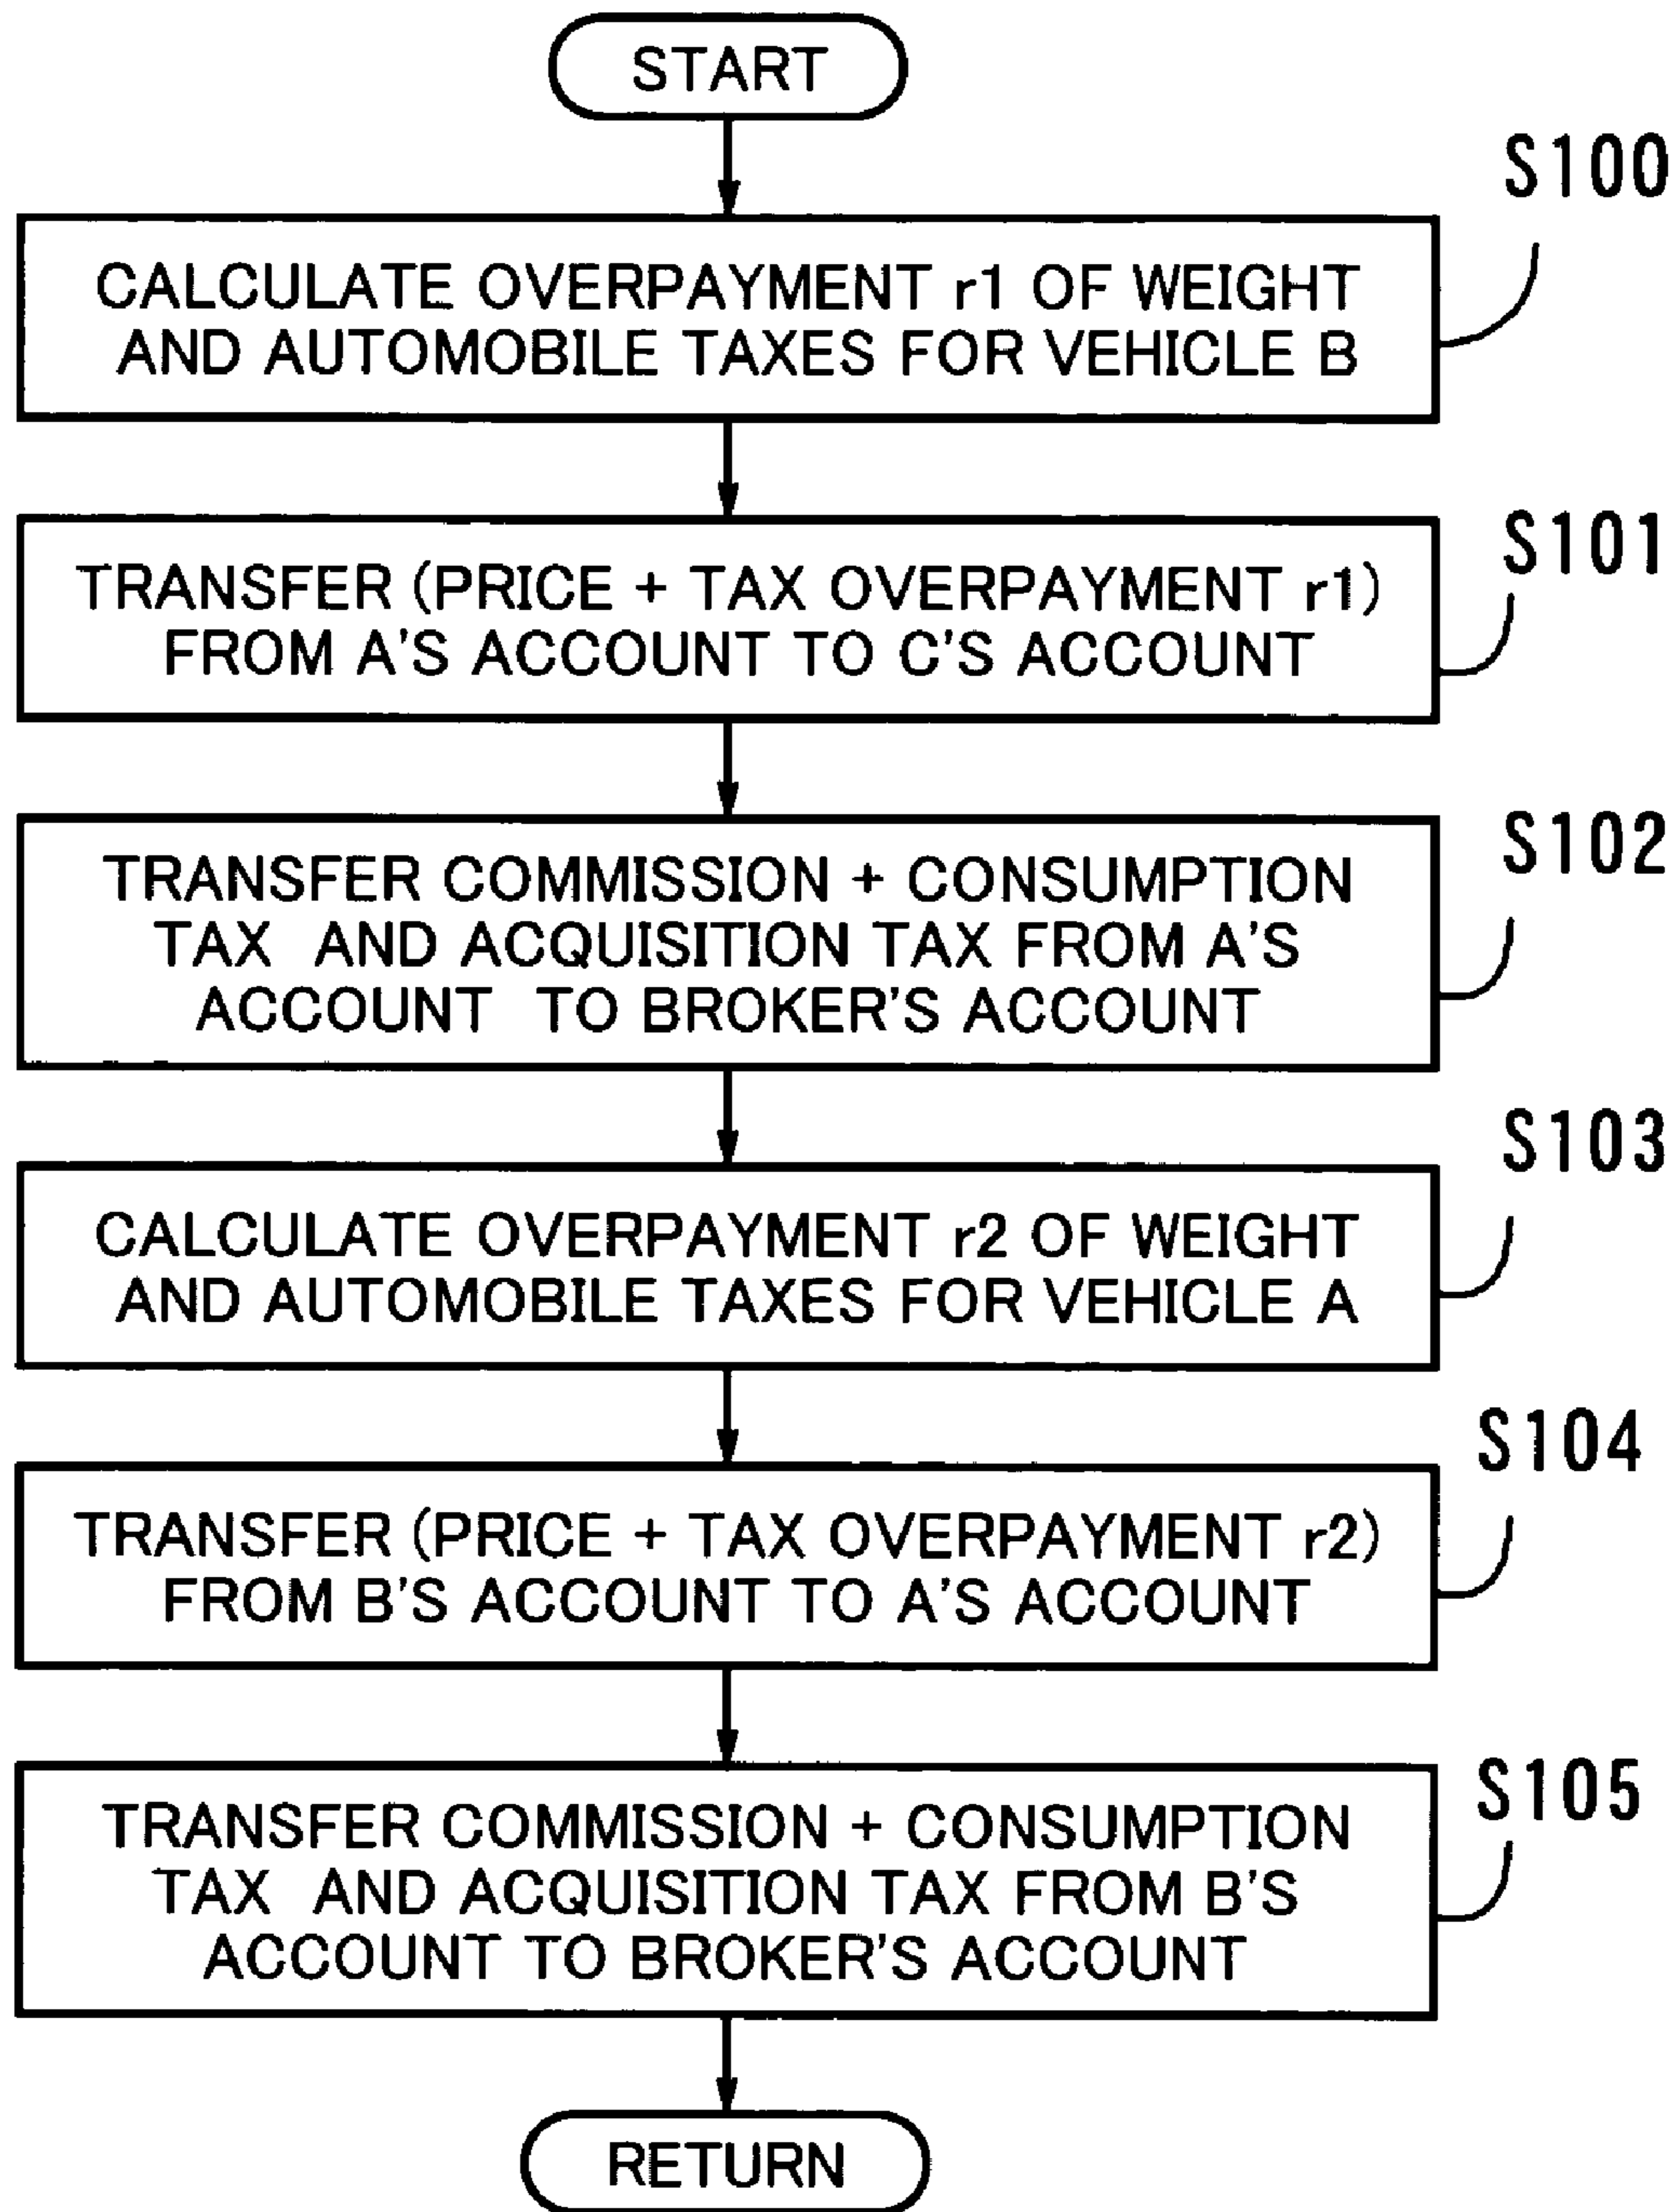 START
S100
CALCULATE OVERPAYMENT r1 OF WEIGHT
AND AUTOMOBILE TAXES FOR VEHICLE B
S101
TRANSFER (PRICE + TAX OVERPAYMENT r1)
FROM A'S ACCOUNT TO C'S ACCOUNT
S102
TRANSFER COMMISSION + CONSUMPTION
TAX AND ACQUISITION TAX FROM A'S
ACCOUNT TO BROKER'S ACCOUNT
S103
CALCULATE OVERPAYMENT r2 OF WEIGHT
AND AUTOMOBILE TAXES FOR VEHICLE A
S104
TRANSFER (PRICE + TAX OVERPAYMENT r2)
FROM B'S ACCOUNT TO A'S ACCOUNT
S105
TRANSFER COMMISSION + CONSUMPTION
TAX AND ACQUISITION TAX FROM B'S
ACCOUNT TO BROKER'S ACCOUNT
RETURN